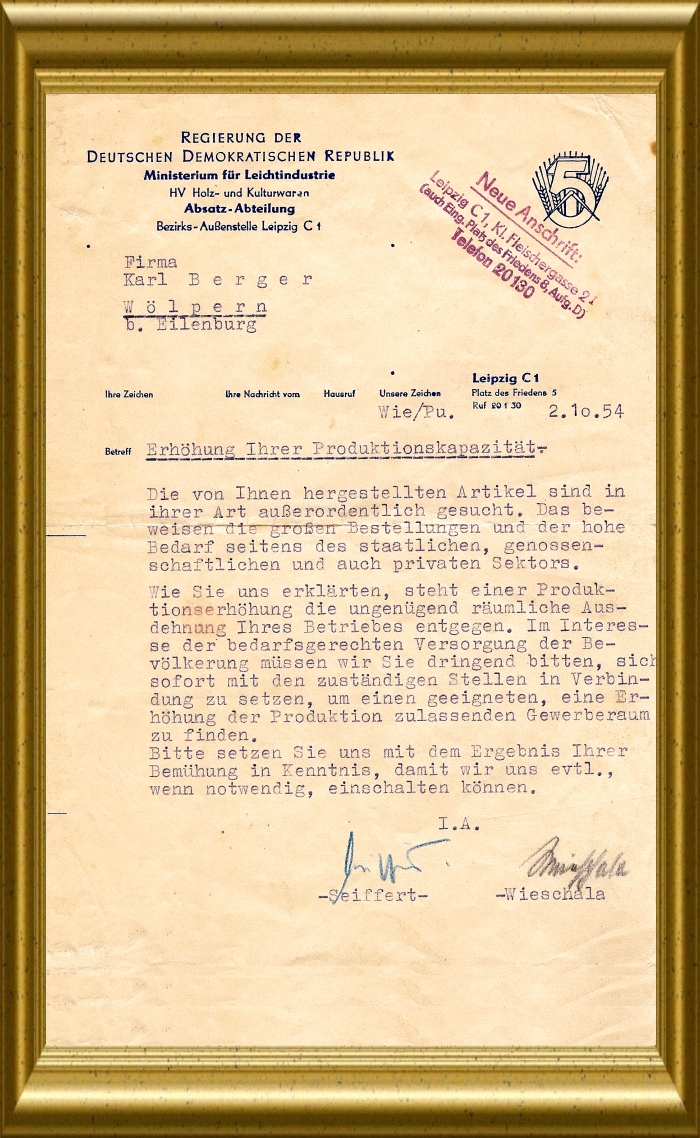 REGIERUNG DER
DEUTSCHEN DEMOKRATISCHEN REPUBLIK
Ministerium für Leichtindustrie
HV Holz- und Kulturwaren
Absatz-Abteilung
Bezirks-Außenstelle Leipzig C 1
5
Neue Anschrift:
Leipzig C 1, Kl. Fleischergasse 21
(auch Eing. Platz des Friedens 6, Aufg. D)
Telefon 20130
Firma
Karl B e r g e r
W ö l p e r n
b. Eilenburg
Leipzig C 1
Ihre Zeichen Ihre Nachricht vom Hausruf Unsere Zeichen Platz des Friedens 5
Wie/Pu. Ruf 20130 2.1o.54
Betreff Erhöhung Ihrer Produktionskapazität.
Die von Ihnen hergestellten Artikel sind in
ihrer Art außerordentlich gesucht. Das be-
weisen die großen Bestellungen und der hohe
Bedarf seitens des staatlichen, genossen-
schaftlichen und auch privaten Sektors.
Wie Sie uns erklärten, steht einer Produk-
tionserhöhung die ungenügend räumliche Aus-
dehnung Ihres Betriebes entgegen. Im Interes-
se der bedarfsgerechten Versorgung der Be-
völkerung müssen wir Sie dringend bitten, sich
sofort mit den zuständigen Stellen in Verbin-
dung zu setzen, um einen geeigneten, eine Er-
höhung der Produktion zulassenden Gewerberaum
zu finden.
Bitte setzen Sie uns mit dem Ergebnis Ihrer
Bemühung in Kenntnis, damit wir uns evtl.,
wenn notwendig, einschalten können.
I.A.
-Seiffert- -Wieschala